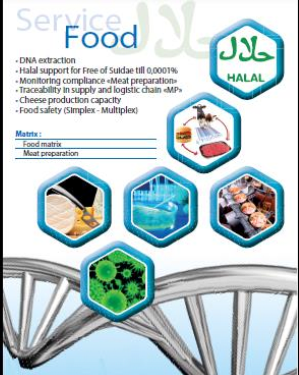 Service
Food
حلال
- DNA extraction
- Halal support for Free of Suidae till 0,0001%
- Monitoring compliance «Meat preparation»
- Traceability in supply and logistic chain «MP»
- Cheese production capacity
- Food safety (Simplex - Multiplex)
حلال
HALAL
Matrix :
Food matrix
Meat preparation